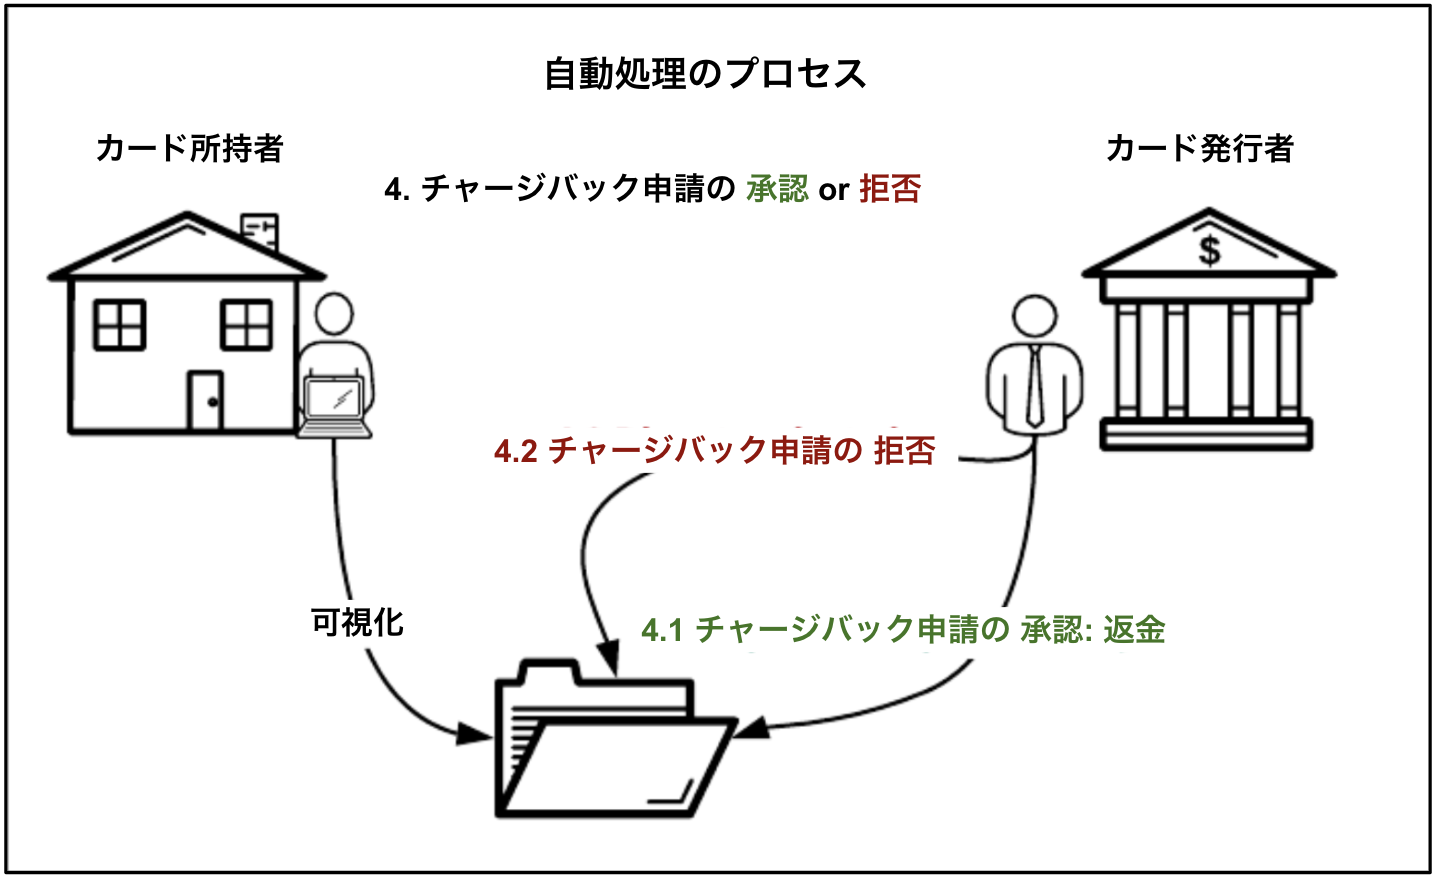 自動処理のプロセス
カード所持者
カード発行者
4. チャージバック申請の 承認 or 拒否
$
4.2 チャージバック申請の 拒否
可視化
4.1 チャージバック申請の 承認: 返金